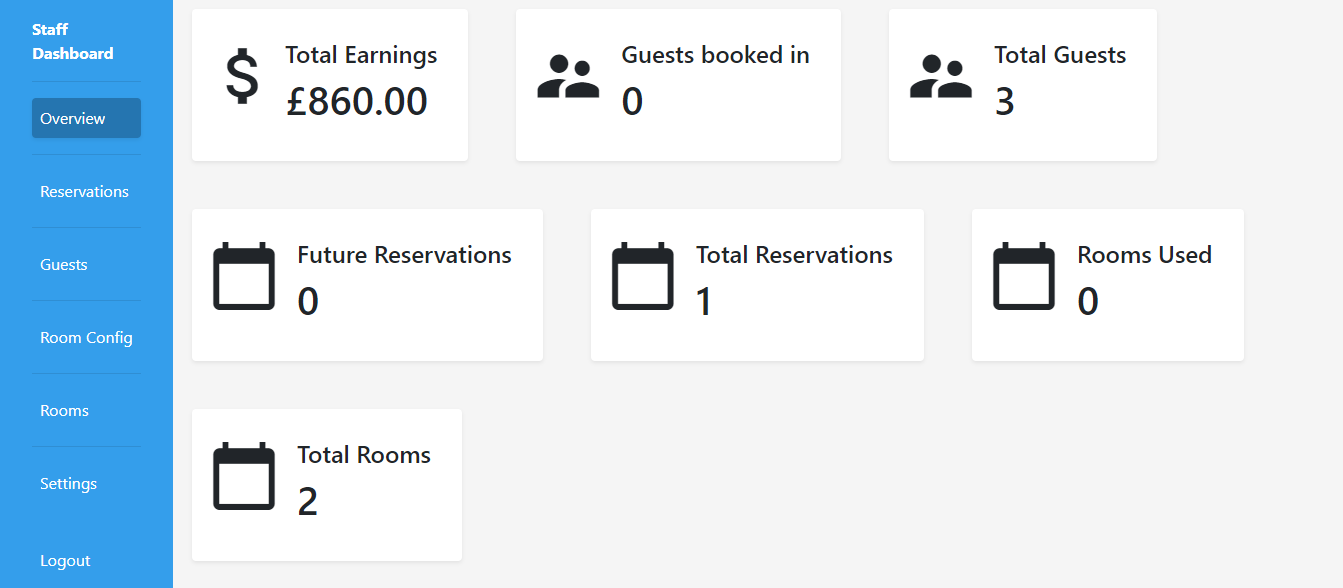 Staff
Dashboard
Overview
Reservations
Guests
Room Config
Rooms
Settings
Logout
Total Earnings
£860.00
Guests booked in
0
Total Guests
3
Future Reservations
0
Total Reservations
1
Rooms Used
0
Total Rooms
2